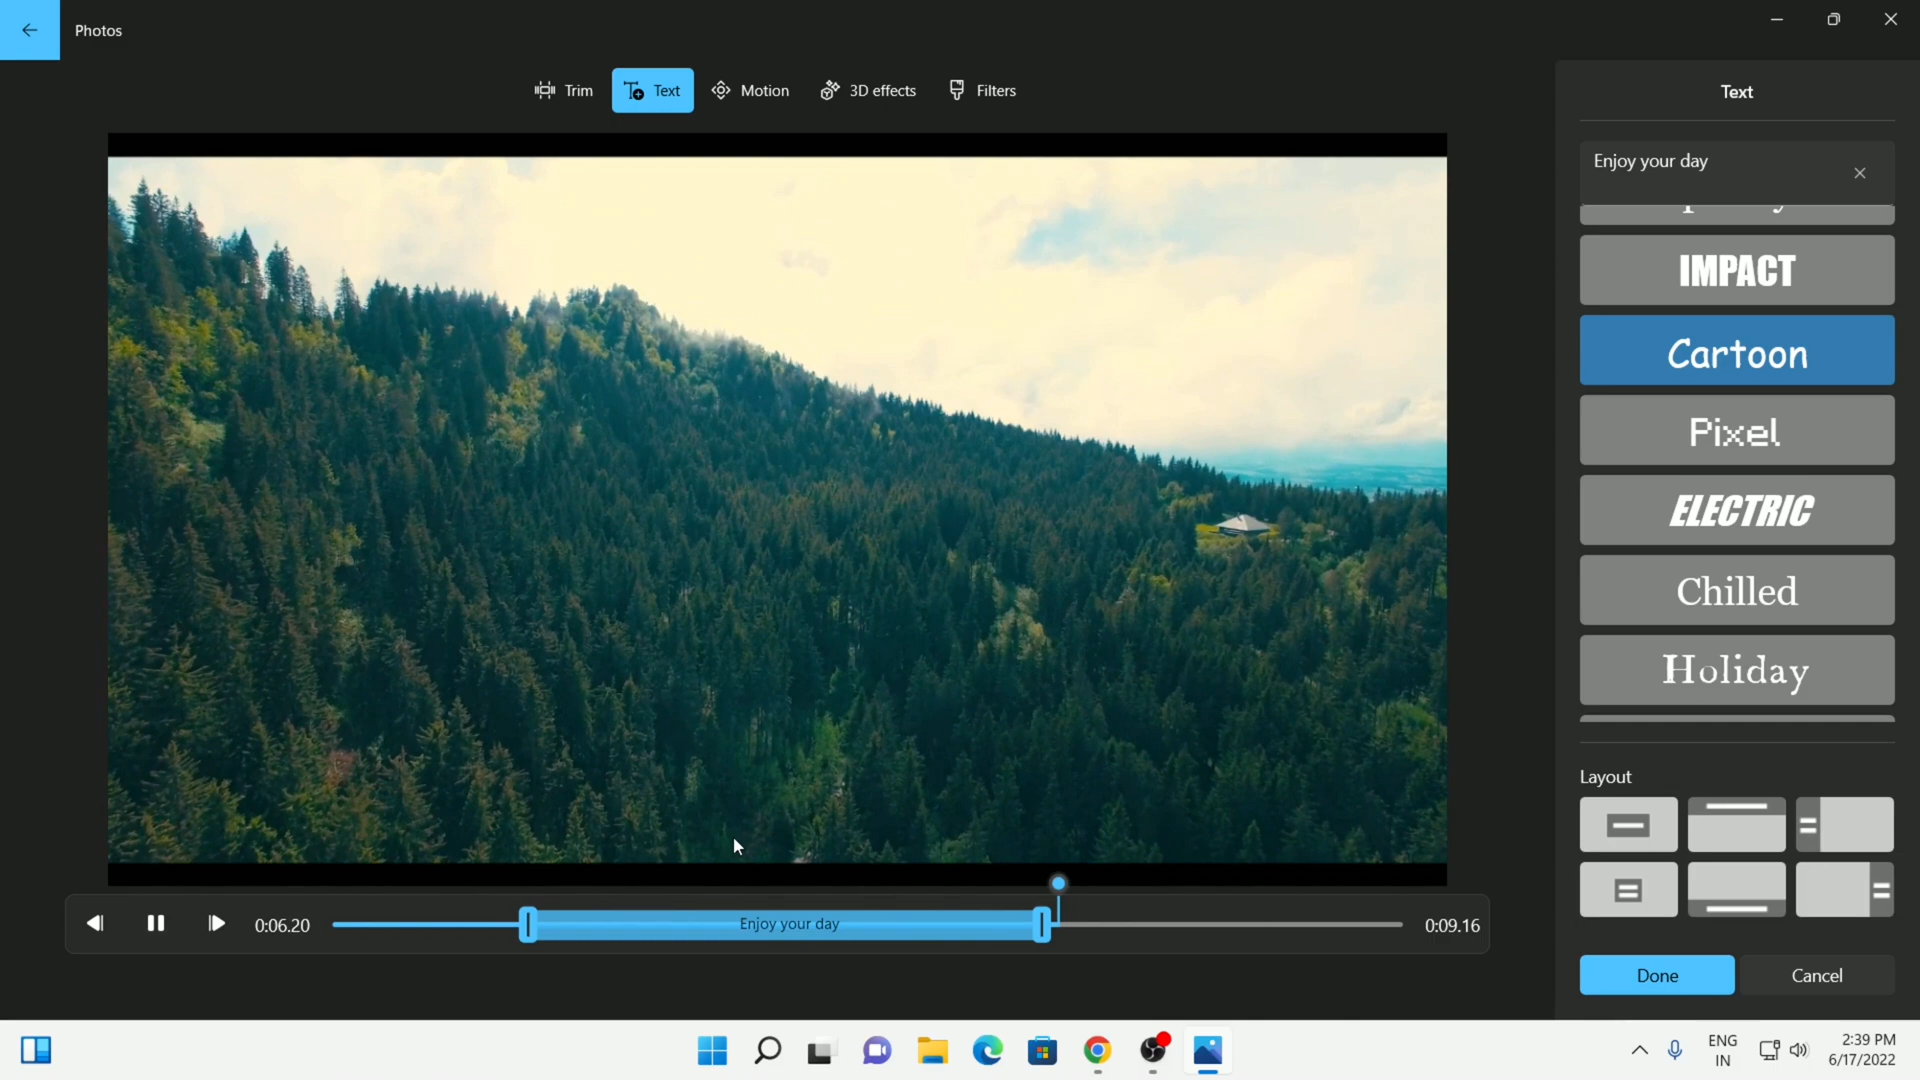 Photos
Trim
Text
Motion
3D effects
Filters
Text
Enjoy your day
IMPACT
Cartoon
Pixel
ELECTRIC
Chilled
Holiday
Layout
0:06.20
Enjoy your day
0:09.16
Done
Cancel
ENG
IN
2:39 PM
6/17/2022